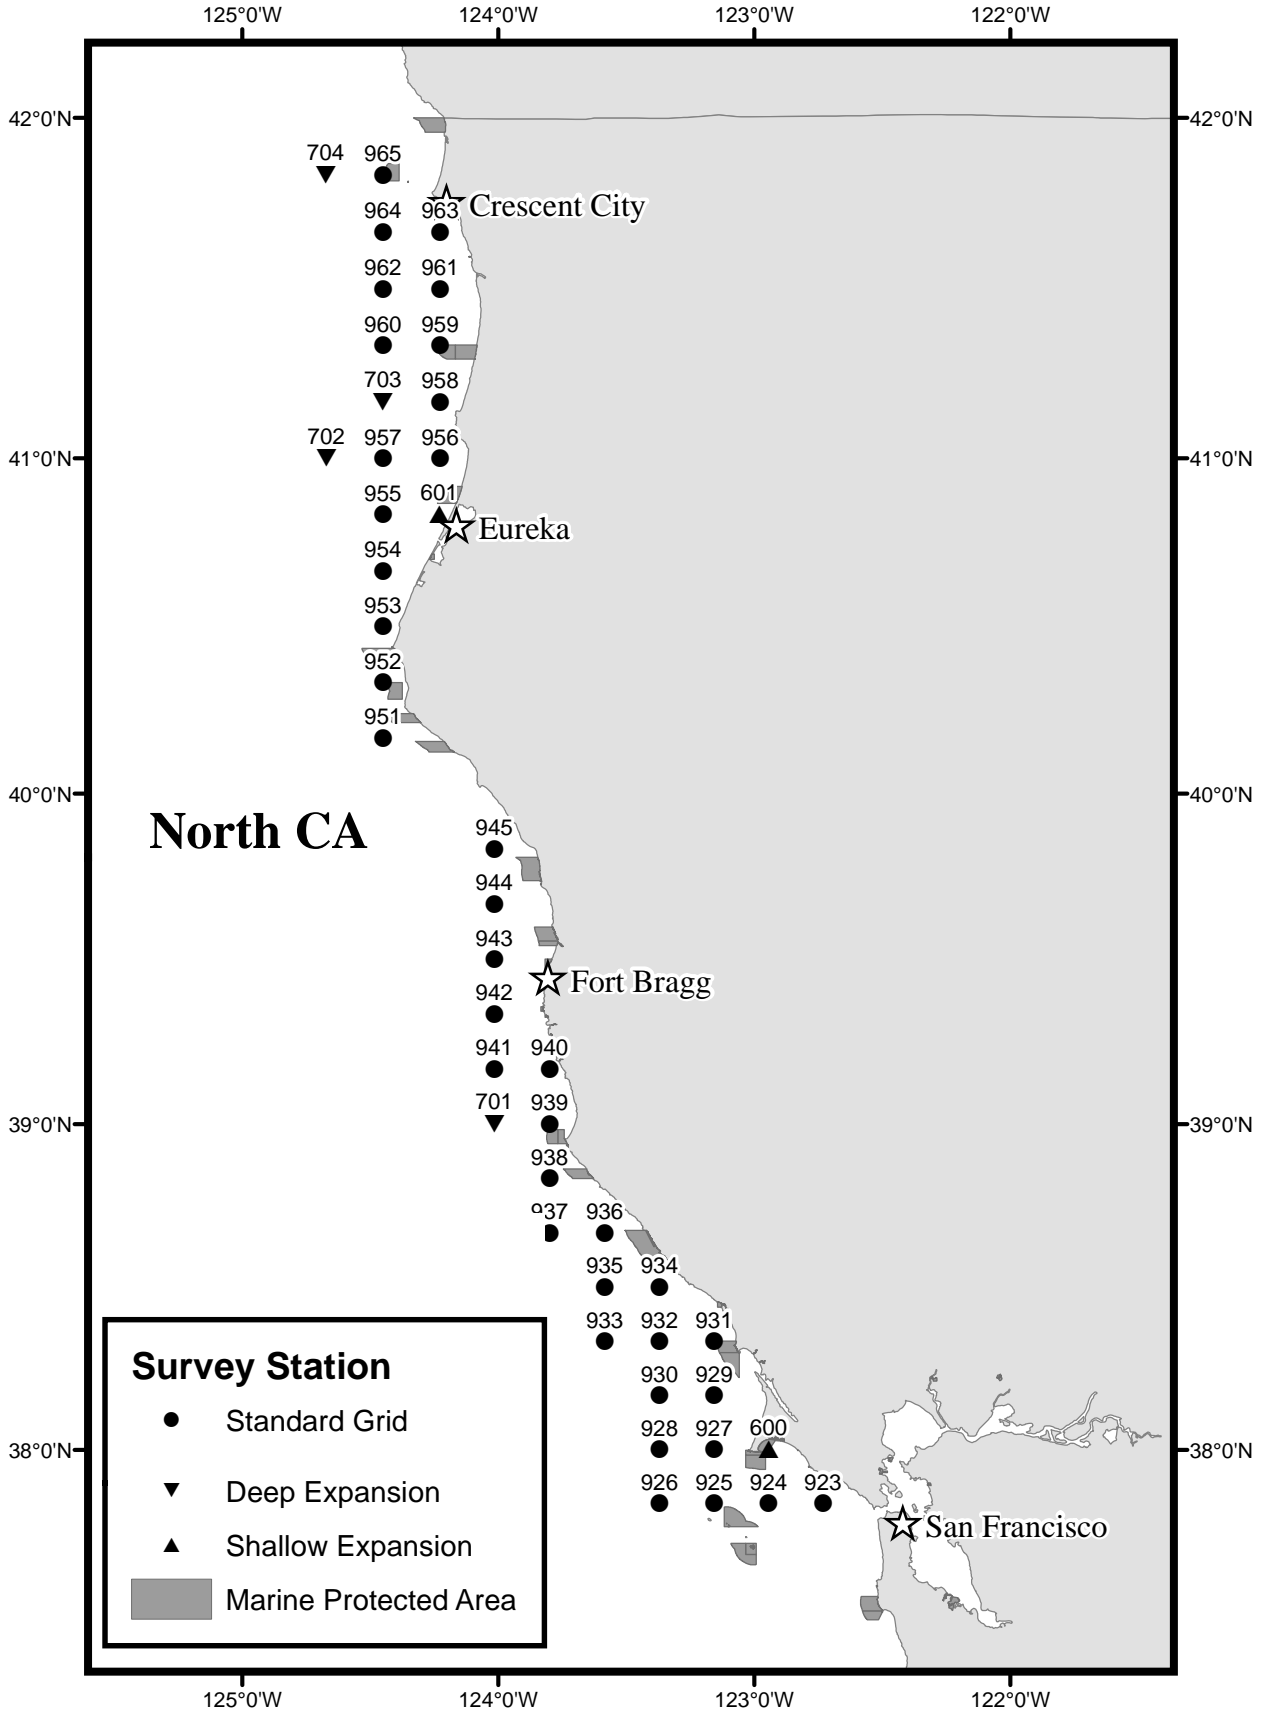 125°0'W 124°0'W 123°0'W 122°0'W
42°0'N 42°0'N
704 965
Crescent City
964 963
962 961
960 959
703 958
702 957 956
41°0'N 41°0'N
955 601
Eureka
954
953
952
951
40°0'N 40°0'N
North CA
945
944
943
Fort Bragg
942
941 940
701 939
39°0'N 39°0'N
938
937 936
935 934
933 932 931
930 929
928 927 600
38°0'N 38°0'N
926 925 924 923
San Francisco
Survey Station
Standard Grid
Deep Expansion
Shallow Expansion
Marine Protected Area
125°0'W 124°0'W 123°0'W 122°0'W